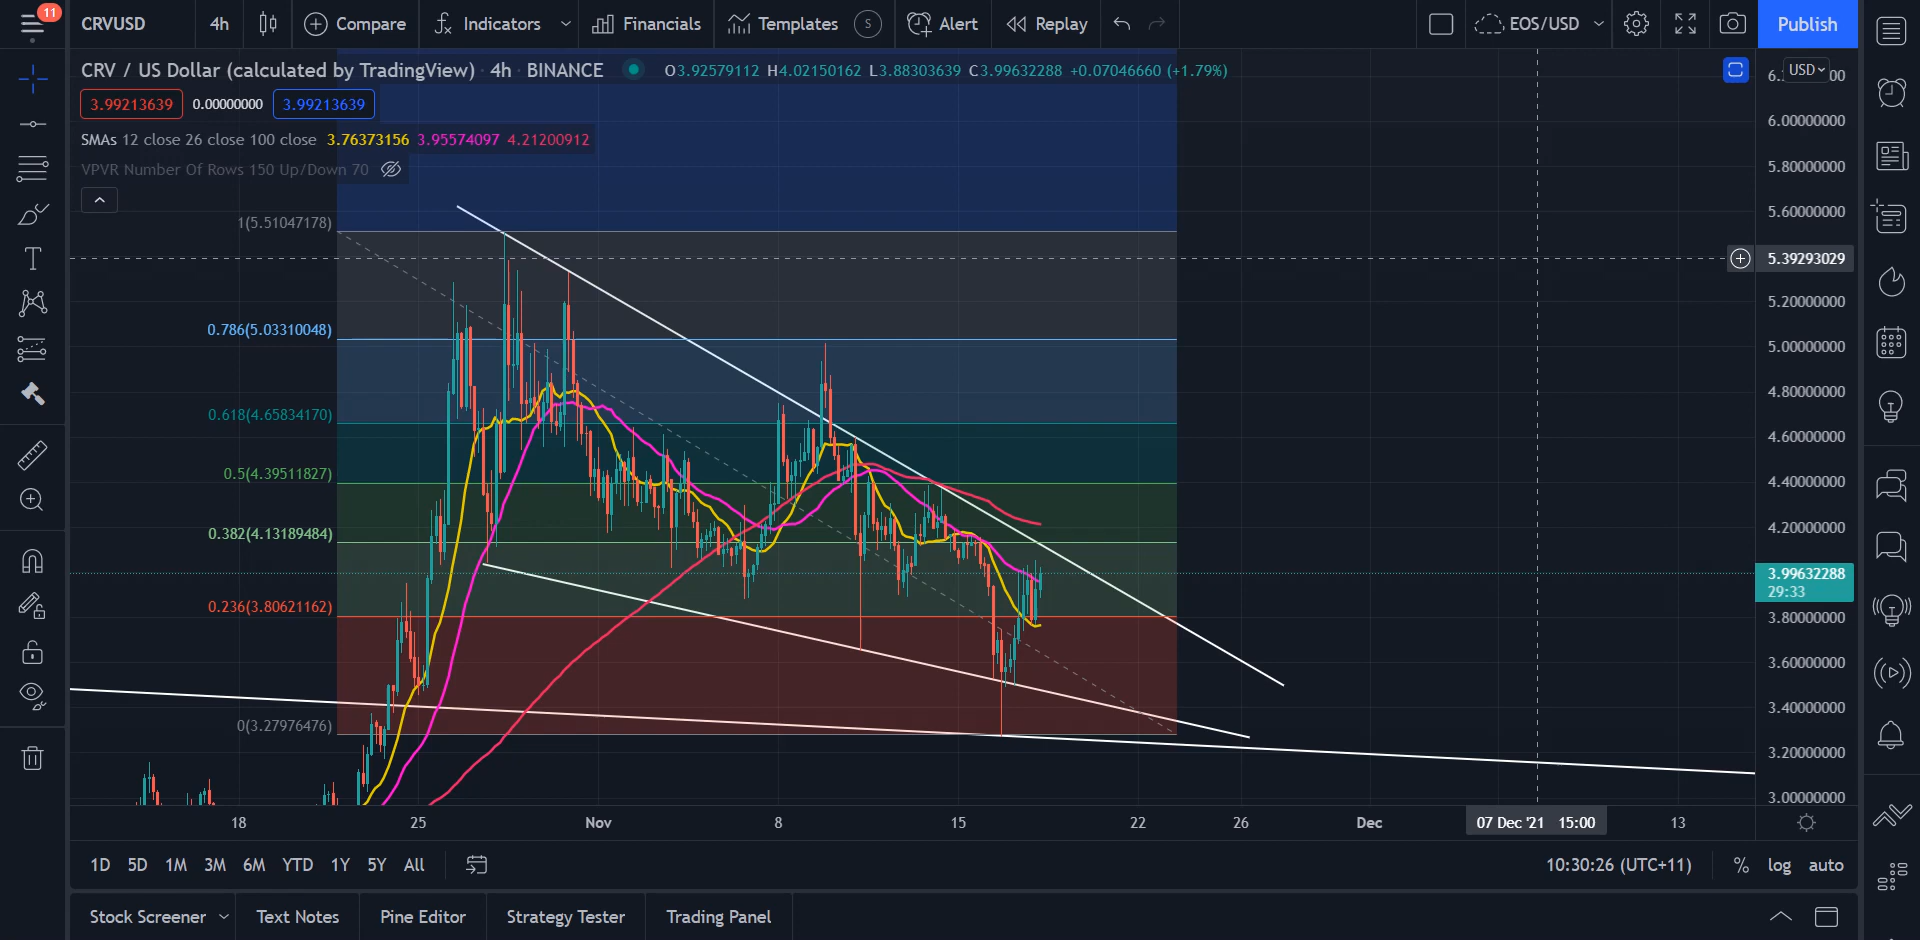 11
CRVUSD 4h Compare Indicators Financials Templates S Alert Replay EOS/USD Publish
CRV / US Dollar (calculated by TradingView) · 4h · BINANCE O3.92579112 H4.02150162 L3.88303639 C3.99632288 +0.07046660 (+1.79%)
USD
3.99213639 0.00000000 3.99213639
6.00000000
SMAs 12 close 26 close 100 close 3.76373156 3.95574097 4.21200912
VPVR Number Of Rows 150 Up/Down 70
5.80000000
5.60000000
1(5.51047178)
5.39293029
5.20000000
0.786(5.03310048)
5.00000000
4.80000000
0.618(4.65834170)
4.60000000
0.5(4.39511827)
4.40000000
4.20000000
0.382(4.13189484)
3.99632288
29:33
0.236(3.80621162)
3.80000000
3.60000000
3.40000000
0(3.27976476)
3.20000000
3.00000000
18 25 Nov 8 15 22 26 Dec 07 Dec '21 15:00 13
1D 5D 1M 3M 6M YTD 1Y 5Y All 10:30:26 (UTC+11) % log auto
Stock Screener Text Notes Pine Editor Strategy Tester Trading Panel